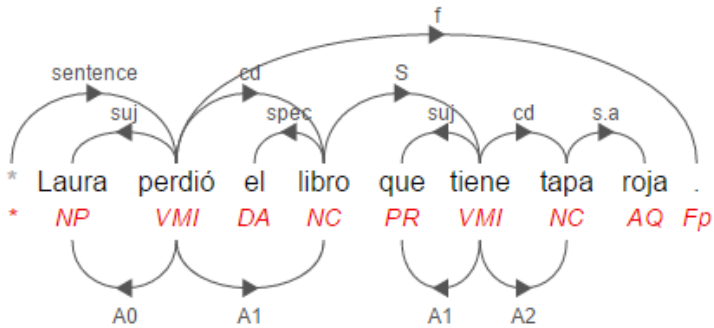 f
sentence cd S
suj spec suj cd s.a
* Laura perdió el libro que tiene tapa roja .
* NP VMI DA NC PR VMI NC AQ Fp
A0 A1 A1 A2